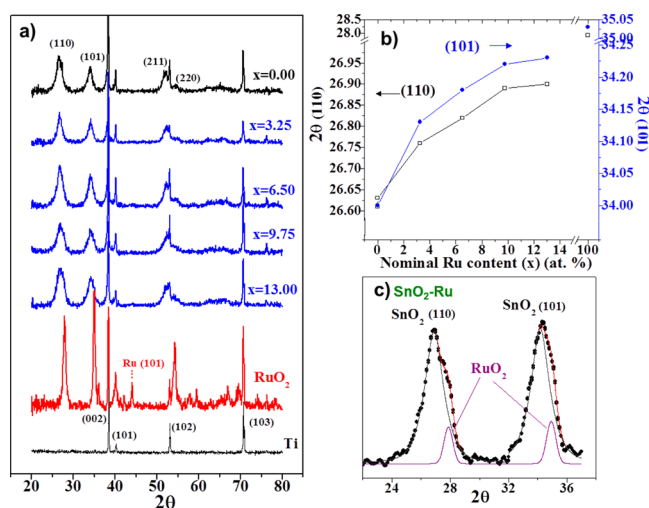 a)
(110)
(101)
(211)
(220)
x=0.00
x=3.25
x=6.50
x=9.75
x=13.00
Ru (101)
RuO2
(002)
(101)
(102)
(103)
Ti
20 30 40 50 60 70 80
2θ
b)
28.5
28.0
26.90
26.85
26.80
26.75
26.70
26.65
26.60
2θ (110)
(101)
(110)
35.05
35.00
34.25
34.20
34.15
34.10
34.05
34.00
2θ (101)
0 2 4 6 8 10 12 14 100
Nominal Ru content (x) (at. %)
c)
SnO2-Ru
SnO2 (110)
SnO2 (101)
RuO2
24 28 32 36
2θ